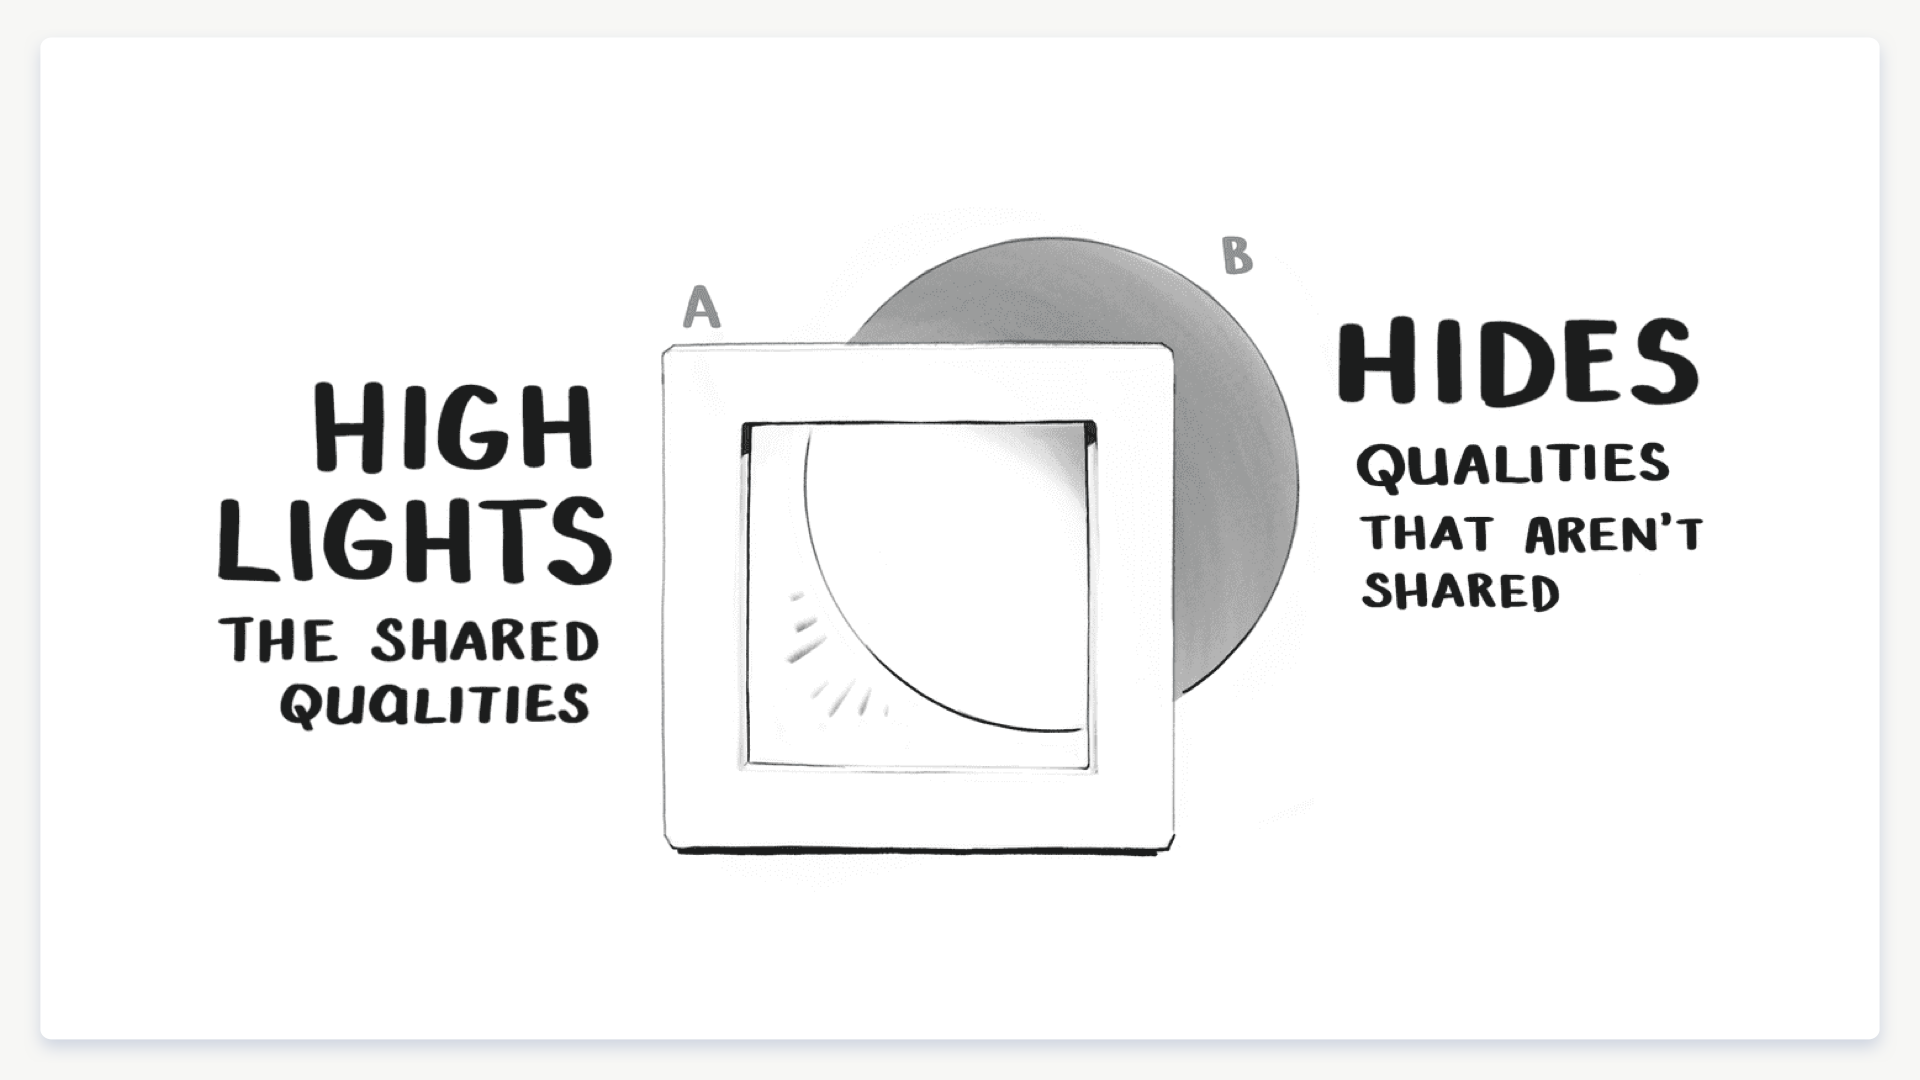 A
B
HIGH
LIGHTS
THE SHARED
QUALITIES
HIDES
QUALITIES
THAT AREN'T
SHARED